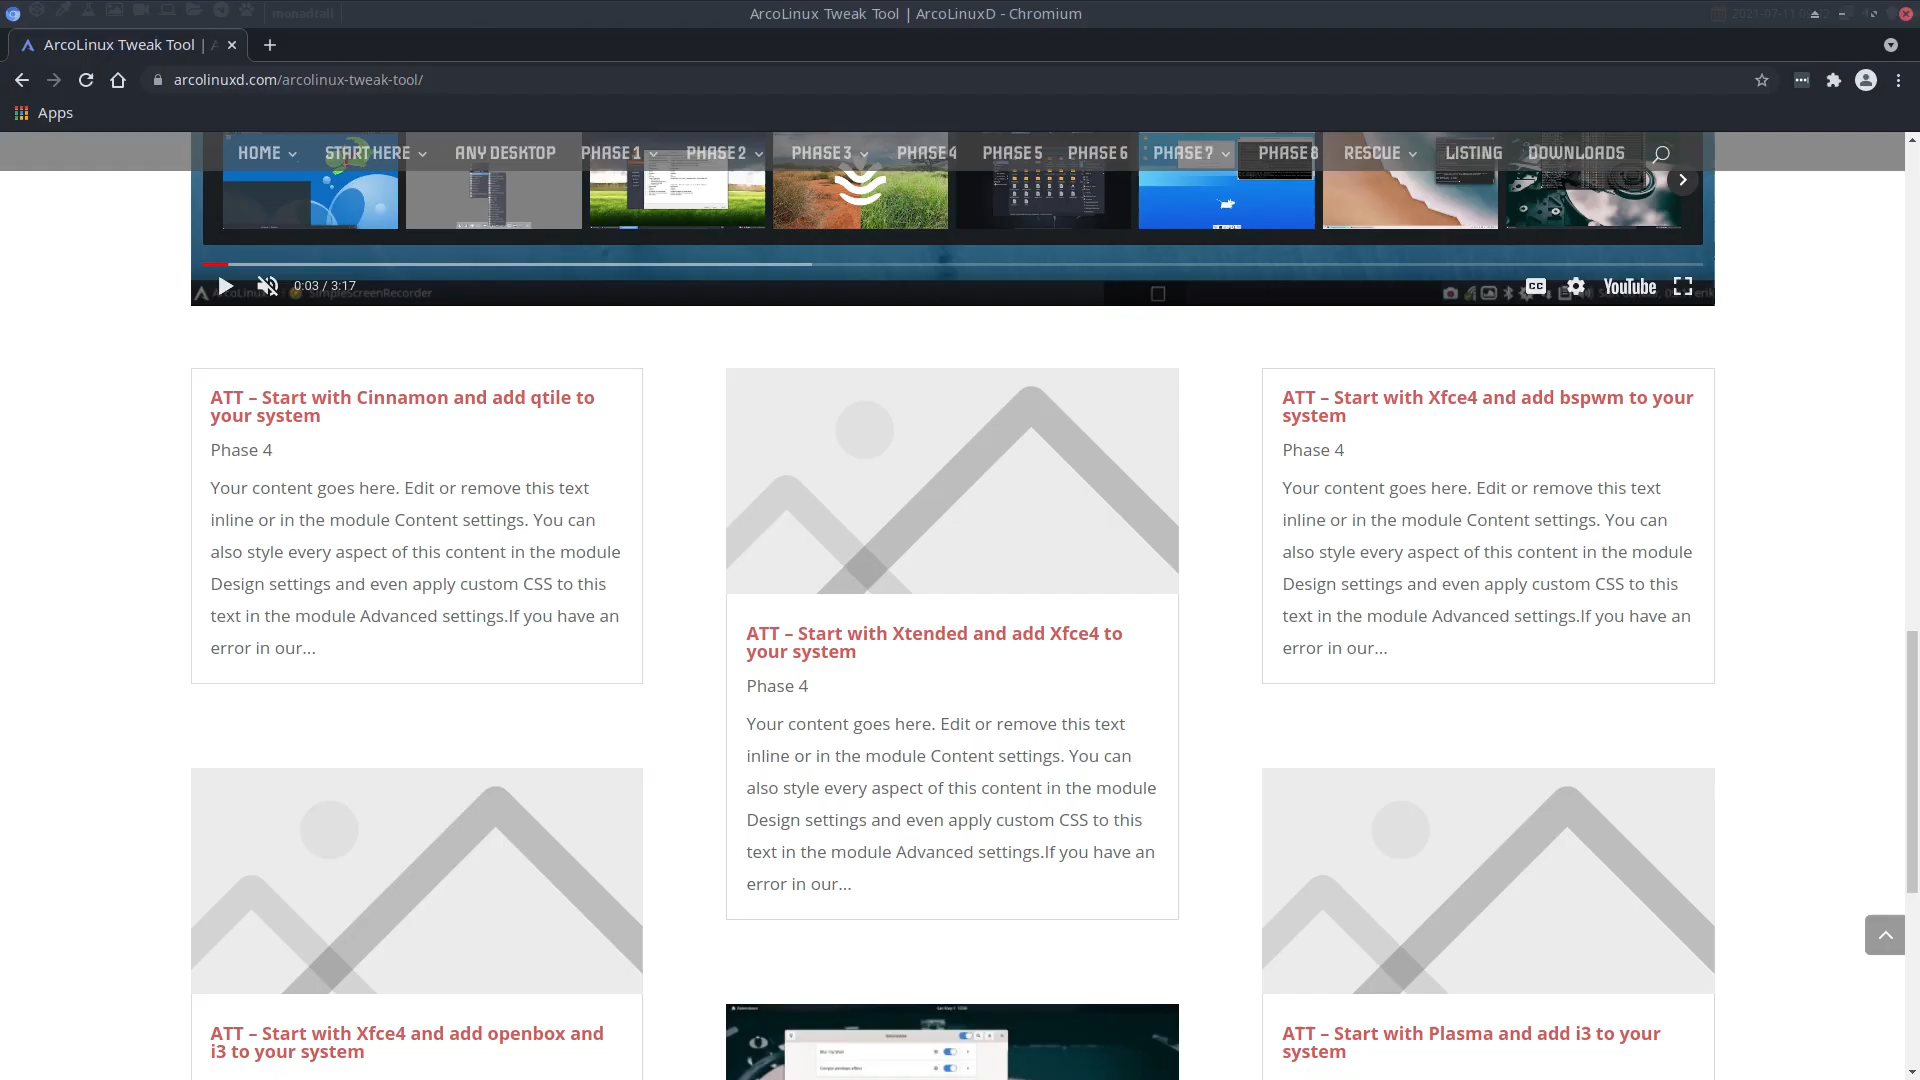 monadtall
ArcoLinux Tweak Tool | ArcoLinuxD - Chromium
ArcoLinux Tweak Tool |
arcolinuxd.com/arcolinux-tweak-tool/
Apps
HOME START HERE ANY DESKTOP PHASE 1 PHASE 2 PHASE 3 PHASE 4 PHASE 5 PHASE 6 PHASE 7 PHASE 8 RESCUE LISTING DOWNLOADS
0:03 / 3:17
CC
YouTube
SimpleScreenRecorder
ATT – Start with Cinnamon and add qtile to
your system
Phase 4
Your content goes here. Edit or remove this text
inline or in the module Content settings. You can
also style every aspect of this content in the module
Design settings and even apply custom CSS to this
text in the module Advanced settings.If you have an
error in our...
ATT – Start with Xtended and add Xfce4 to
your system
Phase 4
Your content goes here. Edit or remove this text
inline or in the module Content settings. You can
also style every aspect of this content in the module
Design settings and even apply custom CSS to this
text in the module Advanced settings.If you have an
error in our...
ATT – Start with Xfce4 and add bspwm to your
system
Phase 4
Your content goes here. Edit or remove this text
inline or in the module Content settings. You can
also style every aspect of this content in the module
Design settings and even apply custom CSS to this
text in the module Advanced settings.If you have an
error in our...
ATT – Start with Xfce4 and add openbox and
i3 to your system
ATT – Start with Plasma and add i3 to your
system